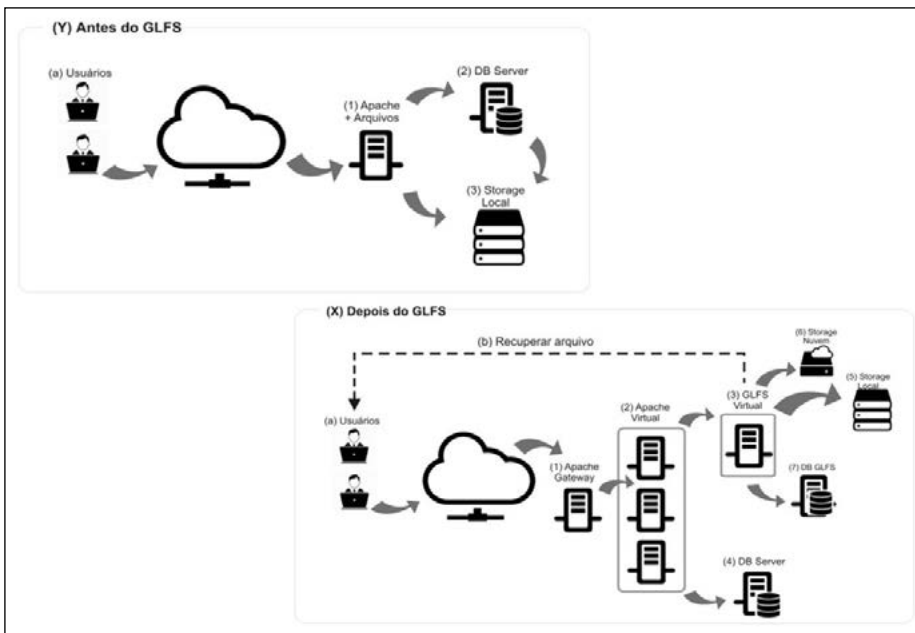 (Y) Antes do GLFS
(a) Usuários
(1) Apache
+ Arquivos
(2) DB Server
(3) Storage
Local
(X) Depois do GLFS
(b) Recuperar arquivo
(a) Usuários
(1) Apache
Gateway
(2) Apache
Virtual
(3) GLFS
Virtual
(6) Storage
Nuvem
(5) Storage
Local
(7) DB GLFS
(4) DB Server